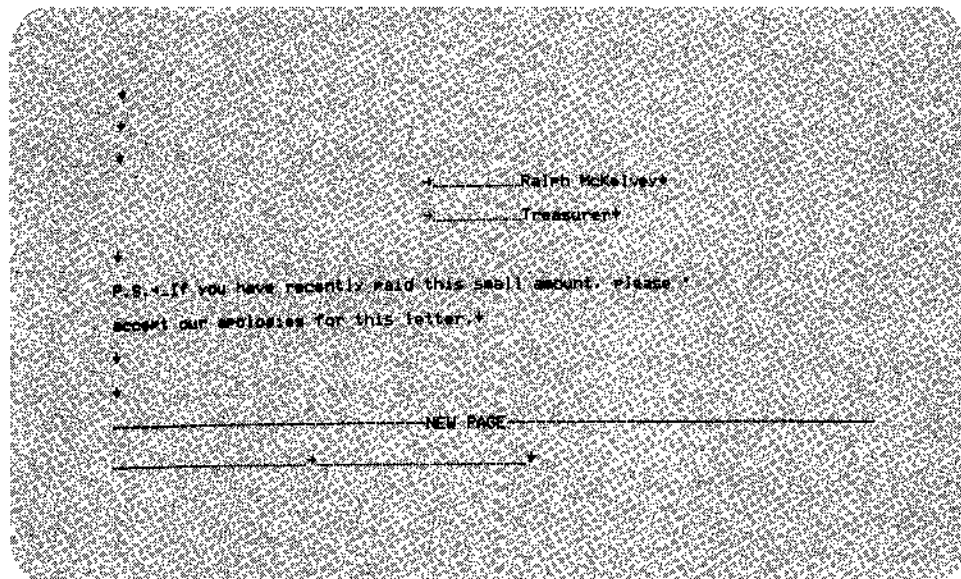 Ralph McKelvey
Treasurer
P.S. If you have recently paid this small amount, please
accept our apologies for this letter.
NEW PAGE